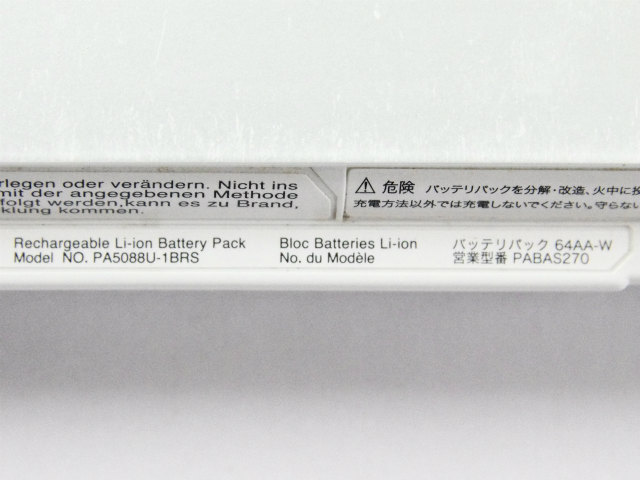 rlegen oder verändern. Nicht ins
mit der angegebenen Methode
folgt werden,kann es zu Brand,
cklung kommen.
⚠ 危険 バッテリパックを分解・改造、火中に投
充電方法以外では充電しないでください。守らない
Rechargeable Li-ion Battery Pack
Model NO. PA5088U-1BRS
Bloc Batteries Li-ion
No. du Modèle
バッテリパック 64AA-W
営業型番 PABAS270